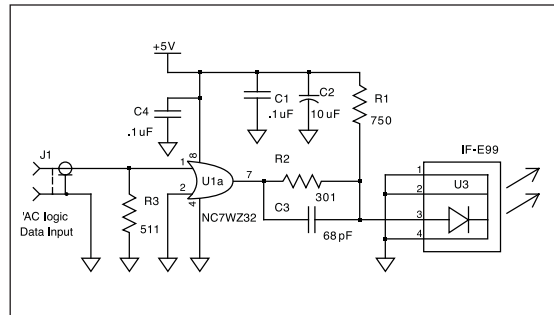 +5V
C4
.1uF
C1
.1uF
C2
10uF
R1
750
IF-E99
J1
1
8
2
4
U1a
7
NC7WZ32
R2
301
C3
68pF
R3
511
'AC logic
Data Input
1
2
3
4
U3